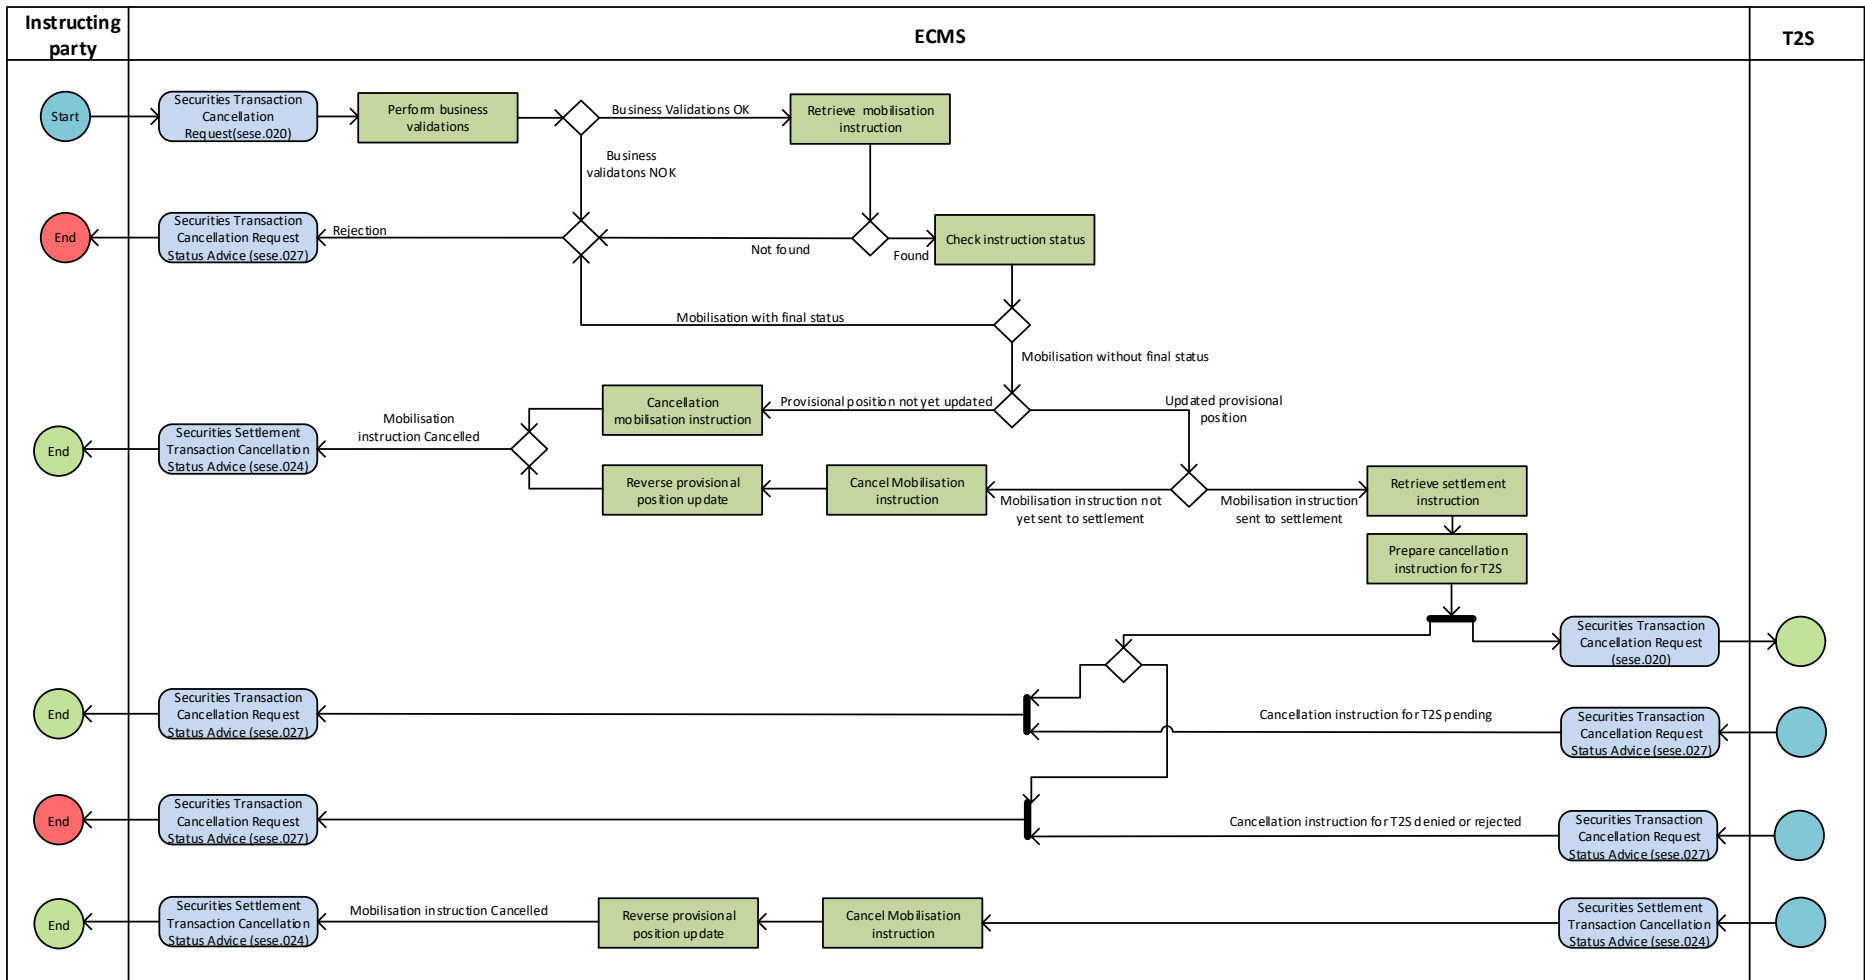 Instructing
party
ECMS
T2S
Start
Securities Transaction
Cancellation
Request(sese.020)
Perform business
validations
Business Validations OK
Retrieve mobilisation
instruction
Business
validatons NOK
End
Securities Transaction
Cancellation Request
Status Advice (sese.027)
Rejection
Not found
Found
Check instruction status
Mobilisation with final status
Mobilisation without final status
Cancellation
mobilisation instruction
Provisional position not yet updated
Updated provisional
position
Mobilisation
instruction Cancelled
End
Securities Settlement
Transaction Cancellation
Status Advice (sese.024)
Reverse provisional
position update
Cancel Mobilisation
instruction
Mobilisation instruction not
yet sent to settlement
Mobilisation instruction
sent to settlement
Retrieve settlement
instruction
Prepare cancellation
instruction for T2S
Securities Transaction
Cancellation Request
(sese.020)
End
Securities Transaction
Cancellation Request
Status Advice (sese.027)
Cancellation instruction for T2S pending
Securities Transaction
Cancellation Request
Status Advice (sese.027)
End
Securities Transaction
Cancellation Request
Status Advice (sese.027)
Cancellation instruction for T2S denied or rejected
Securities Transaction
Cancellation Request
Status Advice (sese.027)
End
Securities Settlement
Transaction Cancellation
Status Advice (sese.024)
Mobilisation instruction Cancelled
Reverse provisional
position update
Cancel Mobilisation
instruction
Securities Settlement
Transaction Cancellation
Status Advice (sese.024)